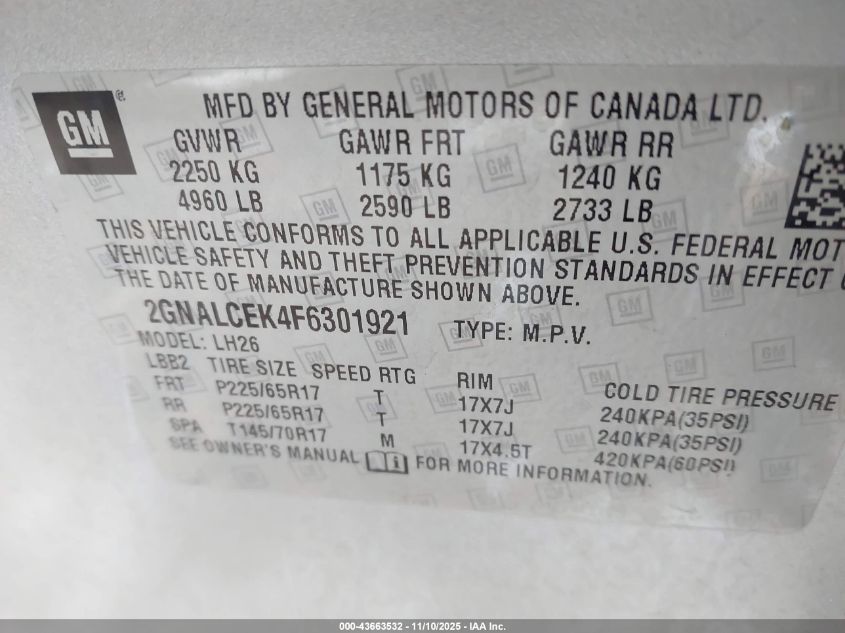 GM ®
MFD BY GENERAL MOTORS OF CANADA LTD.
GVWR GAWR FRT GAWR RR
2250 KG 1175 KG 1240 KG
4960 LB 2590 LB 2733 LB
THIS VEHICLE CONFORMS TO ALL APPLICABLE U.S. FEDERAL MOT
VEHICLE SAFETY AND THEFT PREVENTION STANDARDS IN EFFECT
THE DATE OF MANUFACTURE SHOWN ABOVE.
2GNALCEK4F6301921 TYPE: M.P.V.
MODEL: LH26
LBB2 TIRE SIZE SPEED RTG RIM COLD TIRE PRESSURE
FRT P225/65R17 T 17X7J 240KPA(35PSI)
RR P225/65R17 T 17X7J 240KPA(35PSI)
SPA T145/70R17 M 17X4.5T 420KPA(60PSI)
SEE OWNER'S MANUAL FOR MORE INFORMATION.
000-43663532 - 11/10/2025 - IAA Inc.